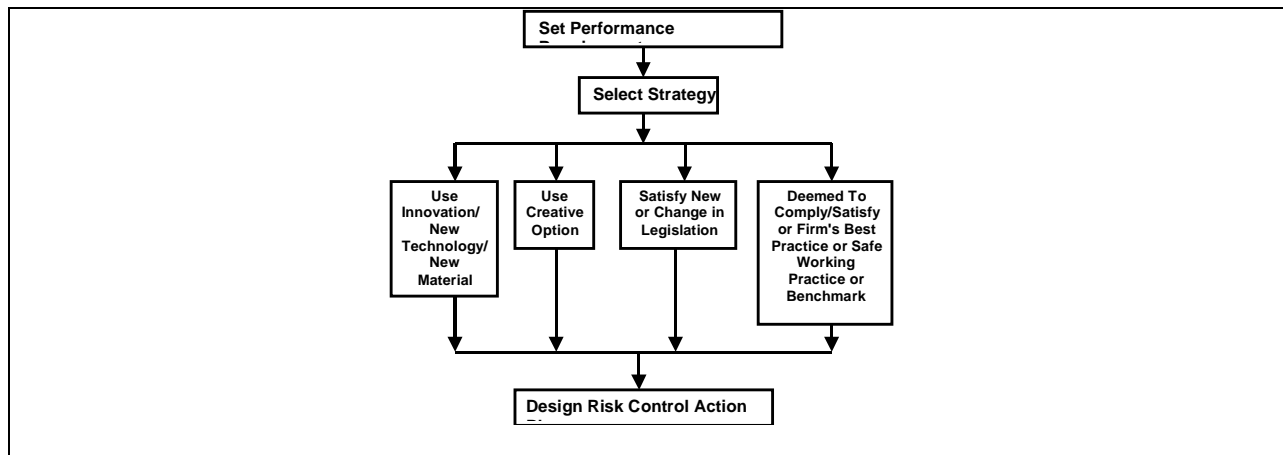 Set Performance
Select Strategy
Use
Innovation/
New
Technology/
New
Material
Use
Creative
Option
Satisfy New
or Change in
Legislation
Deemed To
Comply/Satisfy
or Firm's Best
Practice or Safe
Working
Practice or
Benchmark
Design Risk Control Action